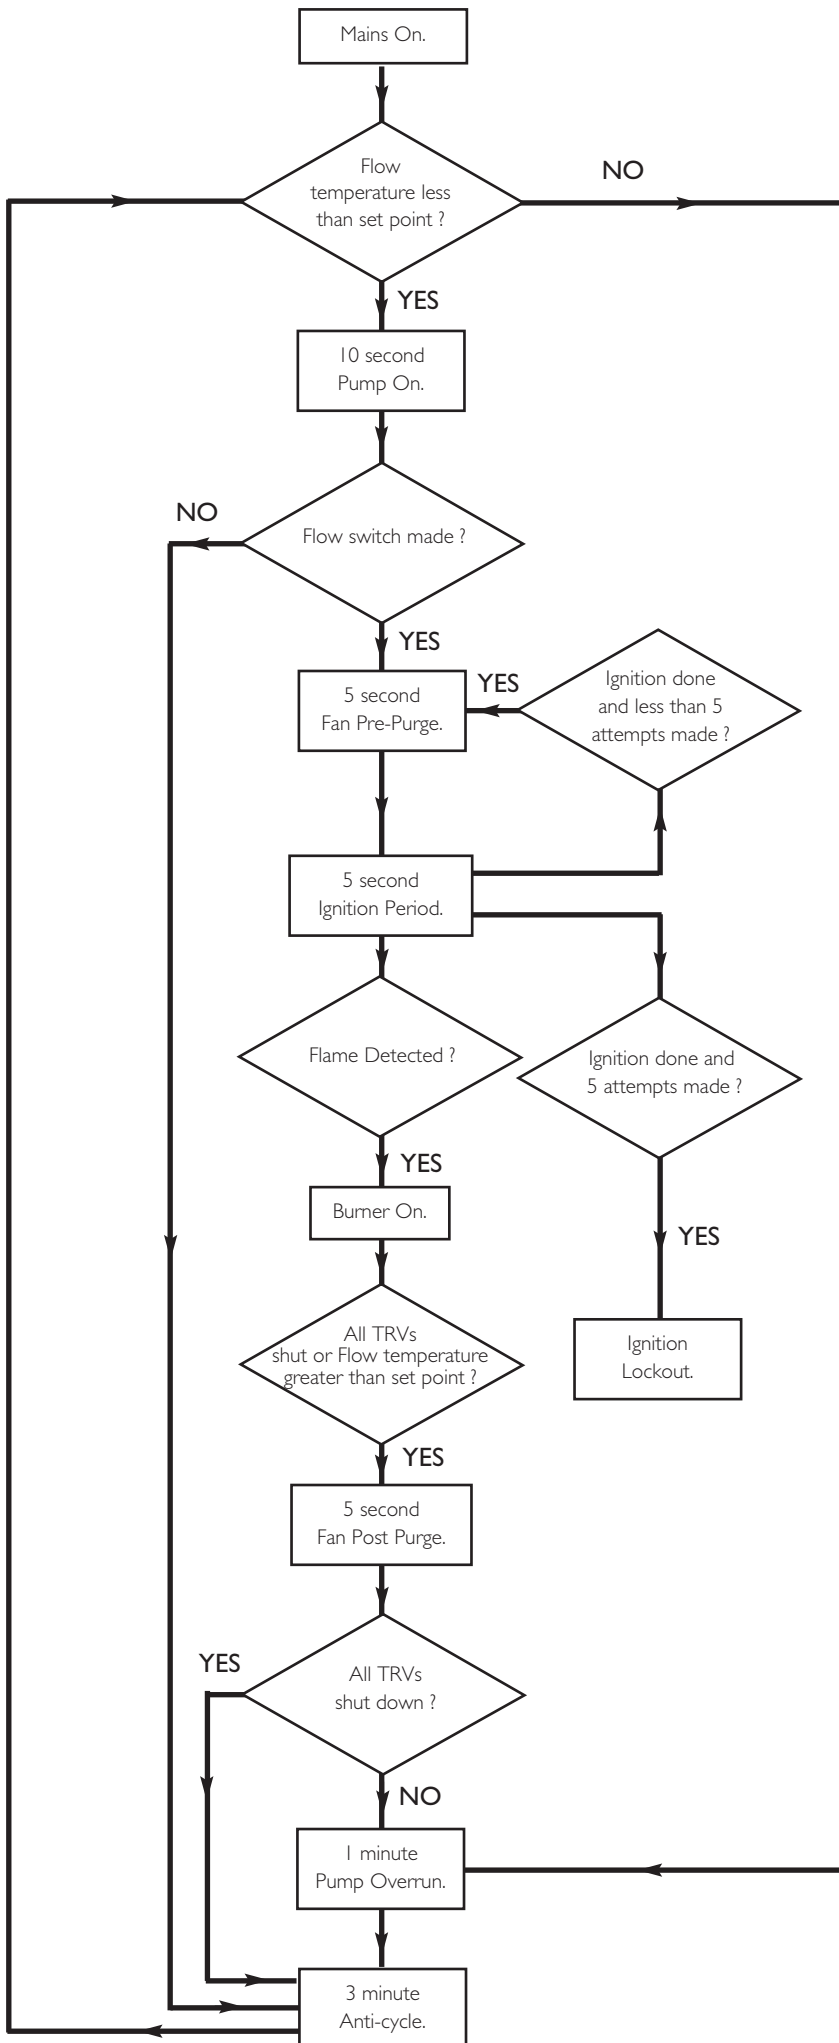 Mains On.
Flow
temperature less
than set point ?
NO
YES
10 second
Pump On.
NO
Flow switch made ?
YES
5 second
Fan Pre-Purge.
YES
Ignition done
and less than 5
attempts made ?
5 second
Ignition Period.
Flame Detected ?
Ignition done and
5 attempts made ?
YES
Burner On.
YES
All TRVs
shut or Flow temperature
greater than set point ?
Ignition
Lockout.
YES
5 second
Fan Post Purge.
YES
All TRVs
shut down ?
NO
1 minute
Pump Overrun.
3 minute
Anti-cycle.